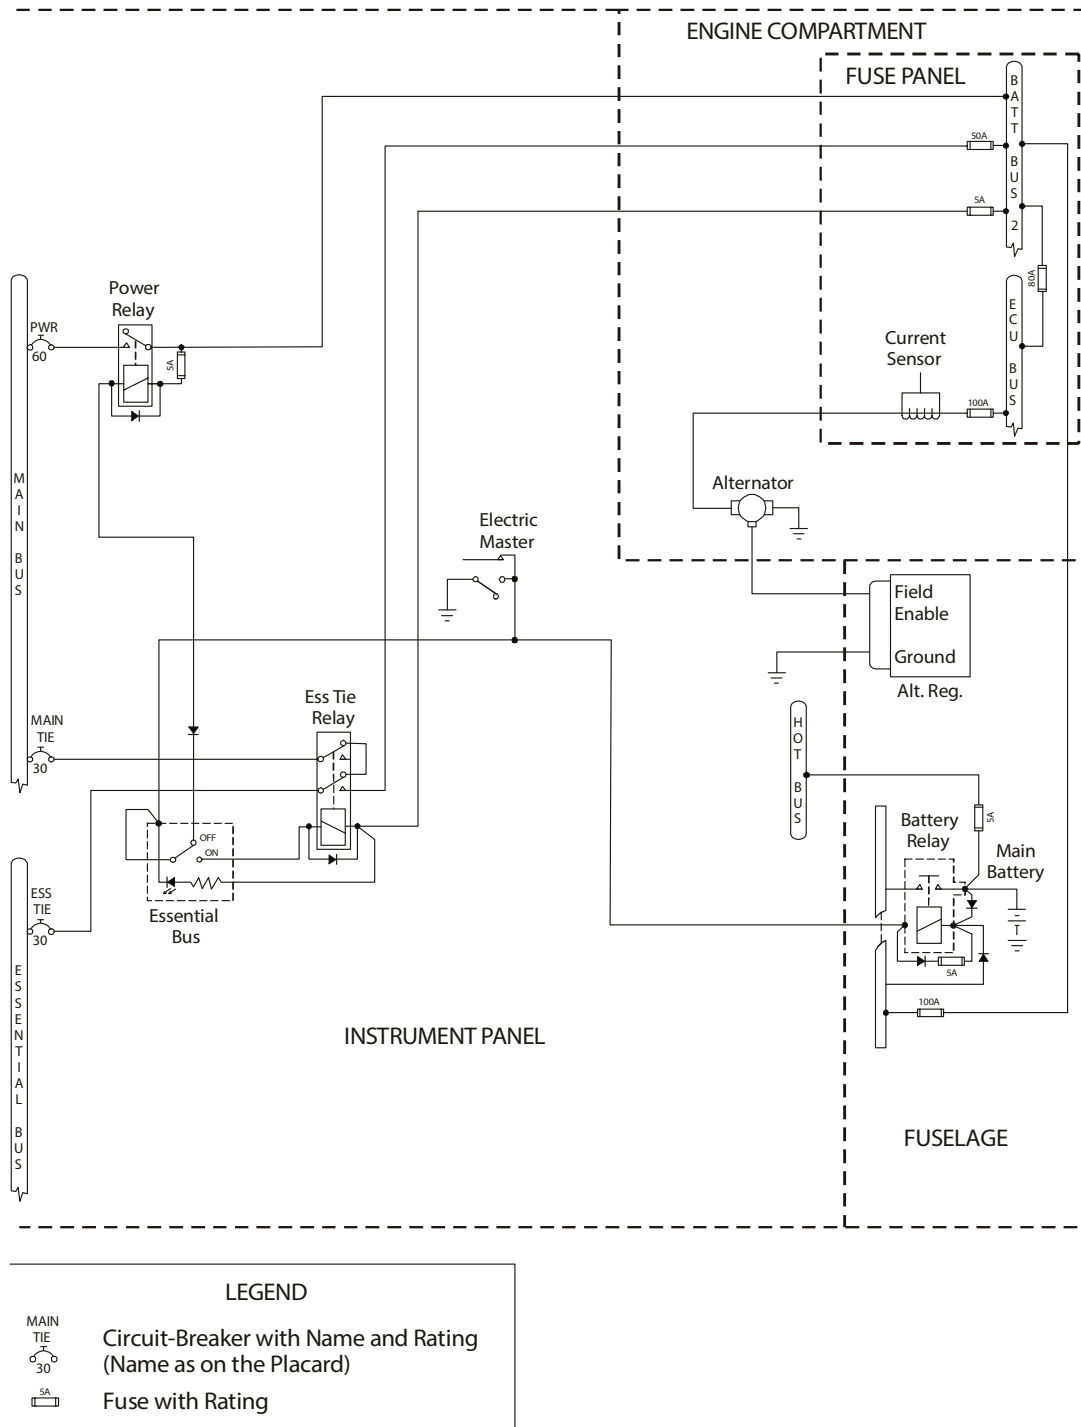 ENGINE COMPARTMENT
FUSE PANEL
BATT BUS 2
50A
5A
80A
ECU BUS
Power
Relay
PWR
60
5A
Current
Sensor
100A
MAIN BUS
Alternator
Electric
Master
Field
Enable
Ground
Alt. Reg.
Ess Tie
Relay
MAIN
TIE
30
HOT BUS
5A
Battery
Relay
Main
Battery
OFF
ON
ESS
TIE
30
Essential
Bus
5A
100A
ESSENTIAL BUS
INSTRUMENT PANEL
FUSELAGE
LEGEND
MAIN
TIE
30
Circuit-Breaker with Name and Rating
(Name as on the Placard)
5A
Fuse with Rating